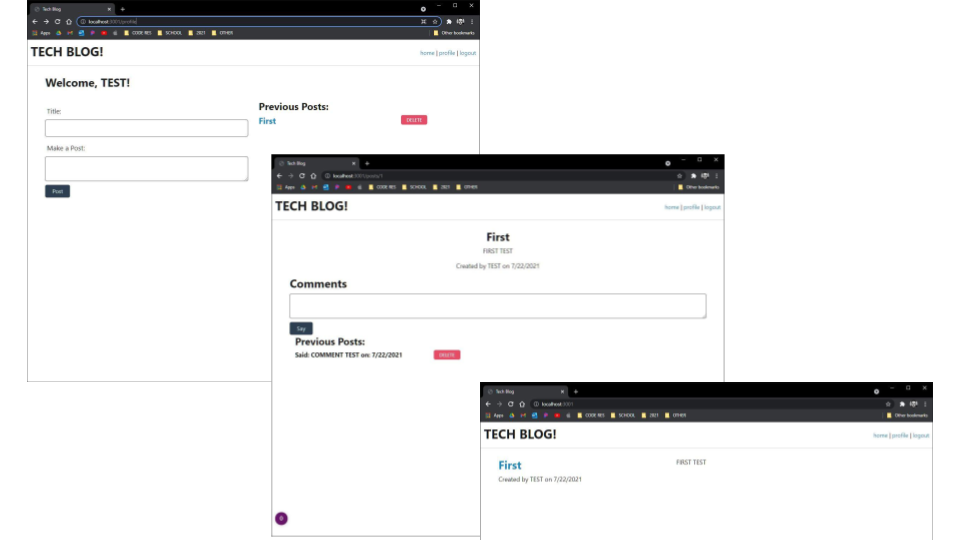 Tech Blog
localhost:3001/profile
Apps
CODE RES
SCHOOL
2021
OTHER
Other bookmarks
TECH BLOG!
home | profile | logout
Welcome, TEST!
Title:
Make a Post:
Post
Previous Posts:
First
DELETE
Tech Blog
localhost:3001/posts/1
Apps
CODE RES
SCHOOL
2021
OTHER
Other bookmarks
TECH BLOG!
home | profile | logout
First
FIRST TEST
Created by TEST on 7/22/2021
Comments
Say
Previous Posts:
Said: COMMENT TEST on: 7/22/2021
DELETE
Tech Blog
localhost:3001
Apps
CODE RES
SCHOOL
2021
OTHER
Other bookmarks
TECH BLOG!
home | profile | logout
First
FIRST TEST
Created by TEST on 7/22/2021